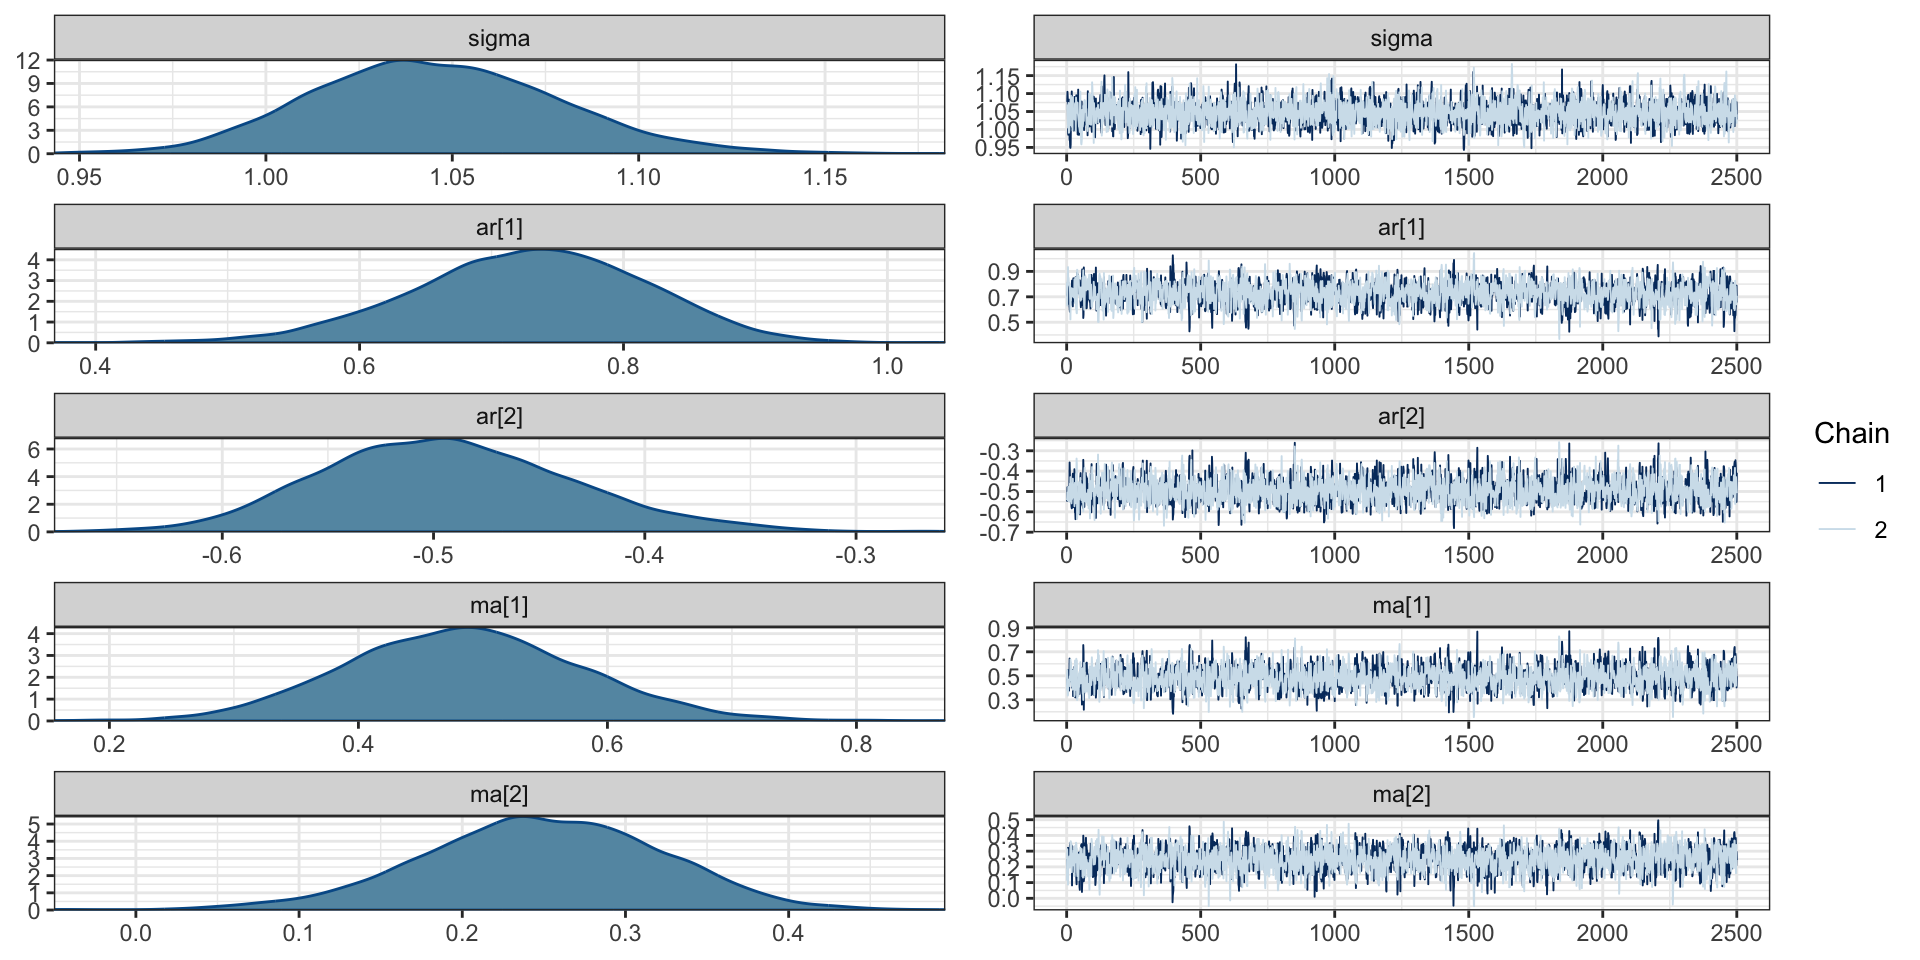 sigma
12
9
6
3
0
0.95 1.00 1.05 1.10 1.15
sigma
1.15
1.10
1.05
1.00
0.95
0 500 1000 1500 2000 2500
ar[1]
4
3
2
1
0
0.4 0.6 0.8 1.0
ar[1]
0.9
0.7
0.5
0 500 1000 1500 2000 2500
ar[2]
6
4
2
0
-0.6 -0.5 -0.4 -0.3
ar[2]
-0.3
-0.4
-0.5
-0.6
-0.7
0 500 1000 1500 2000 2500
ma[1]
4
3
2
1
0
0.2 0.4 0.6 0.8
ma[1]
0.9
0.7
0.5
0.3
0 500 1000 1500 2000 2500
ma[2]
5
4
3
2
1
0
0.0 0.1 0.2 0.3 0.4
ma[2]
0.5
0.4
0.3
0.2
0.1
0.0
0 500 1000 1500 2000 2500
Chain
1
2